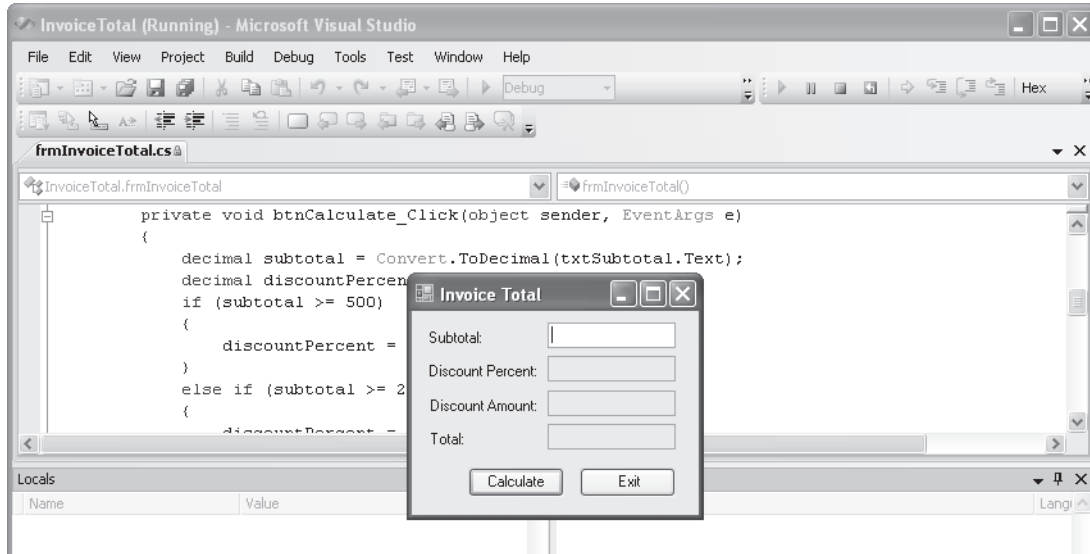 InvoiceTotal (Running) - Microsoft Visual Studio
File Edit View Project Build Debug Tools Test Window Help
Debug Hex
frmInvoiceTotal.cs
InvoiceTotal.frmInvoiceTotal frmInvoiceTotal()
private void btnCalculate_Click(object sender, EventArgs e)
{
decimal subtotal = Convert.ToDecimal(txtSubtotal.Text);
decimal discountPercen
if (subtotal >= 500)
{
discountPercent =
}
else if (subtotal >= 2
{
discountPercent =
Invoice Total
Subtotal:
Discount Percent:
Discount Amount:
Total:
Calculate Exit
Locals
Name Value Lang